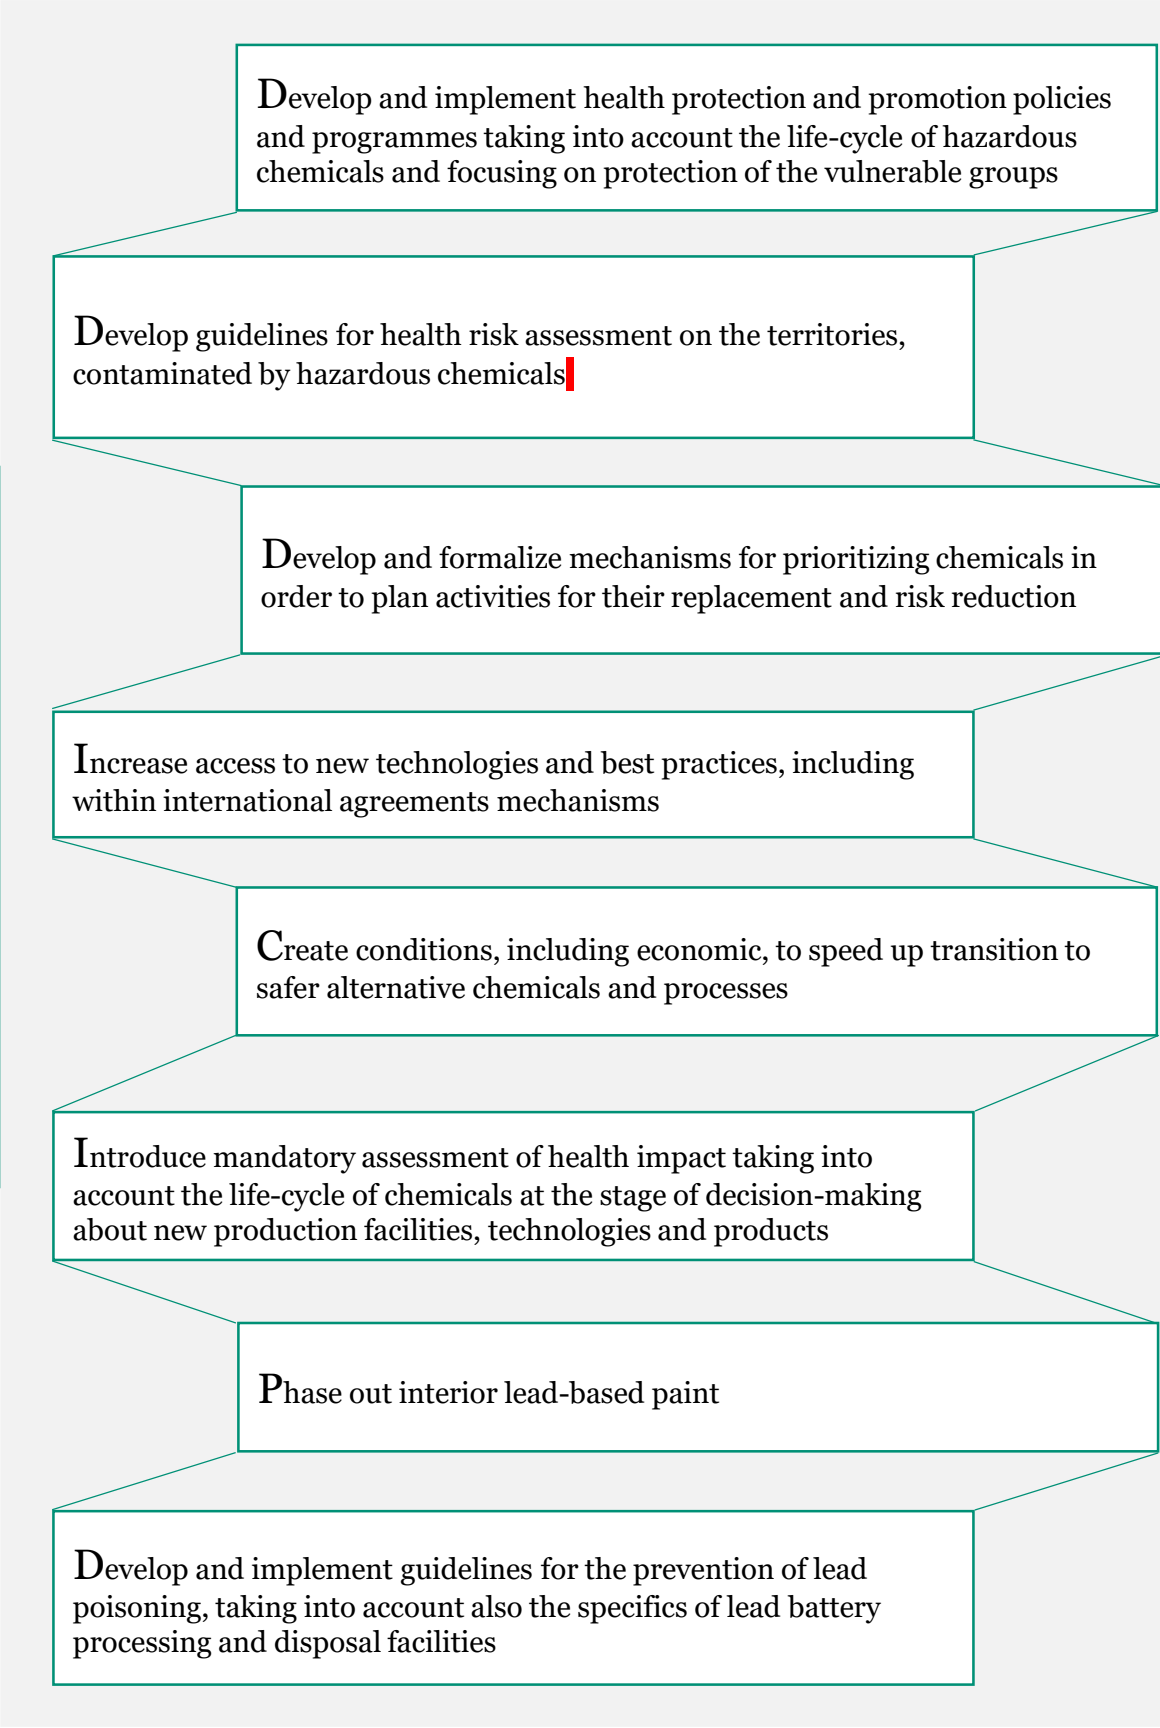 Develop and implement health protection and promotion policies
and programmes taking into account the life-cycle of hazardous
chemicals and focusing on protection of the vulnerable groups
Develop guidelines for health risk assessment on the territories,
contaminated by hazardous chemicals
Develop and formalize mechanisms for prioritizing chemicals in
order to plan activities for their replacement and risk reduction
Increase access to new technologies and best practices, including
within international agreements mechanisms
Create conditions, including economic, to speed up transition to
safer alternative chemicals and processes
Introduce mandatory assessment of health impact taking into
account the life-cycle of chemicals at the stage of decision-making
about new production facilities, technologies and products
Phase out interior lead-based paint
Develop and implement guidelines for the prevention of lead
poisoning, taking into account also the specifics of lead battery
processing and disposal facilities